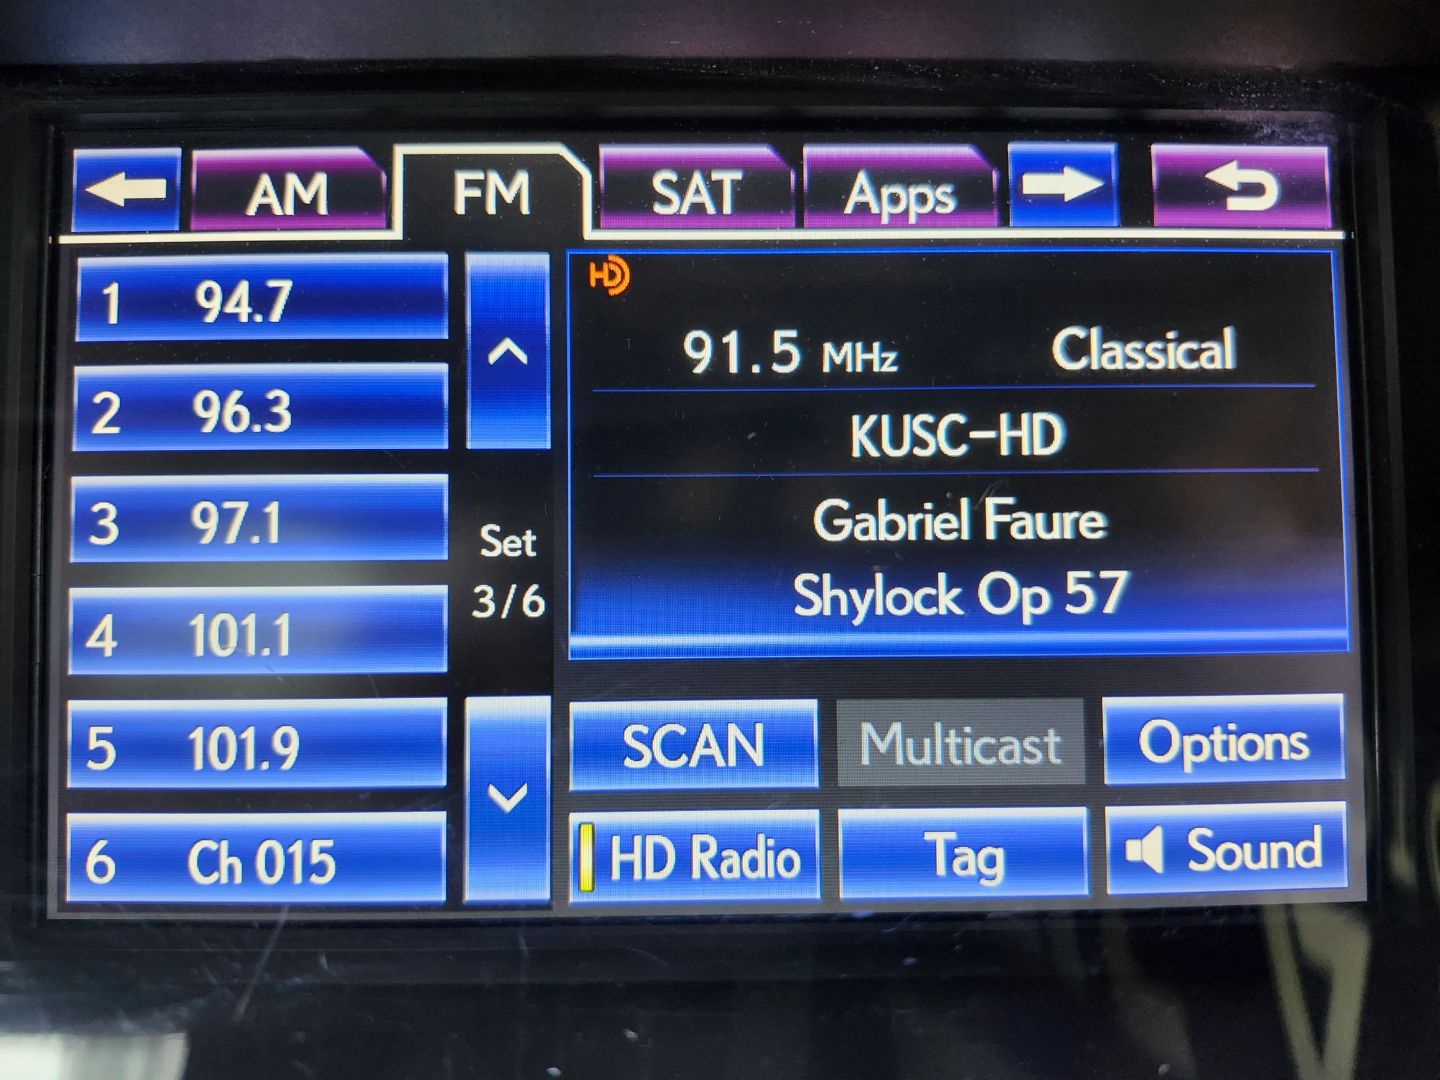 AM FM SAT Apps
1 94.7
2 96.3
3 97.1
4 101.1
5 101.9
6 Ch 015
Set
3/6
HD
91.5 MHz Classical
KUSC-HD
Gabriel Faure
Shylock Op 57
SCAN Multicast Options
HD Radio Tag Sound